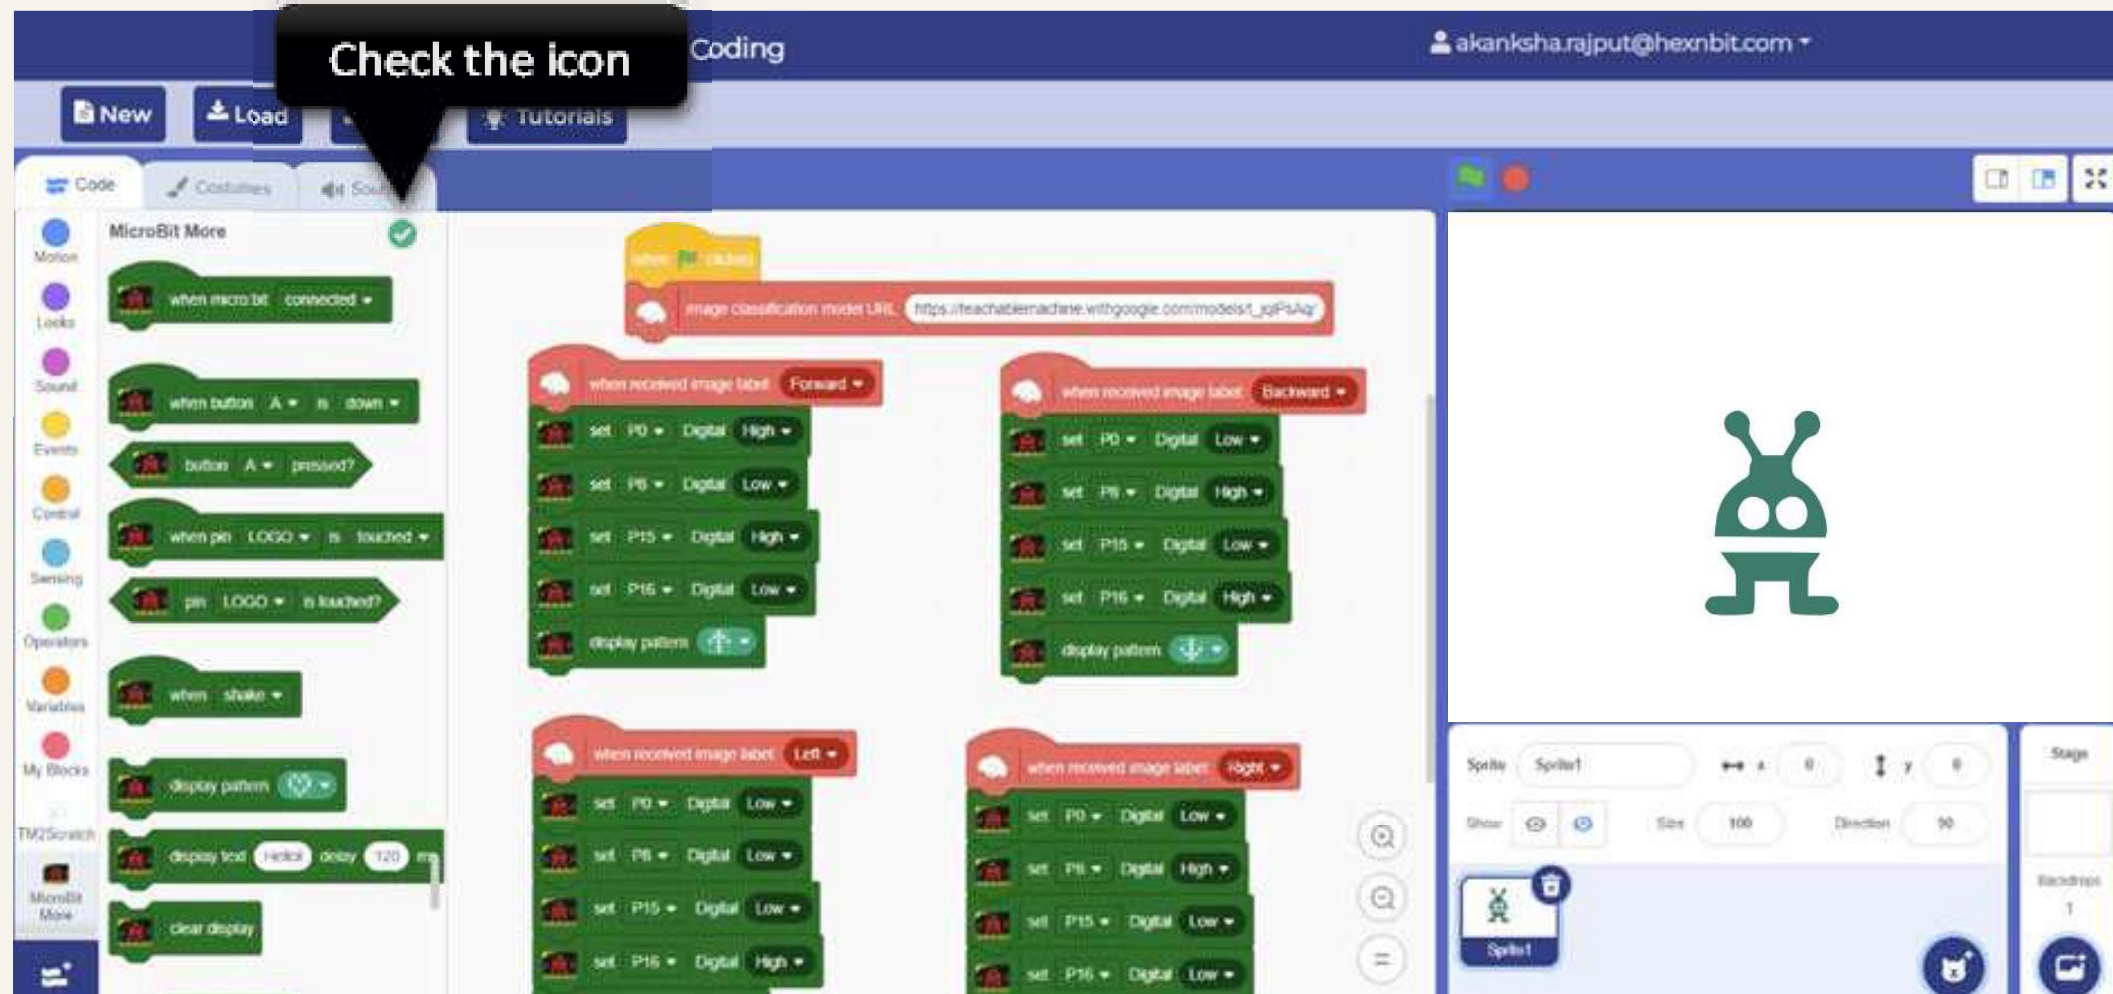 Check the icon
Coding
akanksha.rajput@hexnbit.com
New
Load
Tutorials
Code
Costumes
MicroBit More
Motion
Looks
Sound
Events
Control
Sensing
Operators
Variables
My Blocks
TM2Scratch
MicroBit More
when micro:bit connected
when button A is down
button A pressed?
when pin LOGO is touched
pin LOGO is touched?
when shake
display pattern
display text Hello! delay 120
clear display
when clicked
image classification model URL
when received image label Forward
set P0 Digital High
set P8 Digital Low
set P15 Digital High
set P16 Digital Low
display pattern
when received image label Backward
set P0 Digital Low
set P8 Digital High
set P15 Digital Low
set P16 Digital High
display pattern
when received image label Left
set P0 Digital Low
set P8 Digital Low
set P15 Digital Low
set P16 Digital High
when received image label Right
set P0 Digital Low
set P8 Digital High
set P15 Digital Low
set P16 Digital Low
Sprite Sprite1 x 0 y 0
Show Size 100 Direction 90
Sprite1
Stage
Backdrops
1